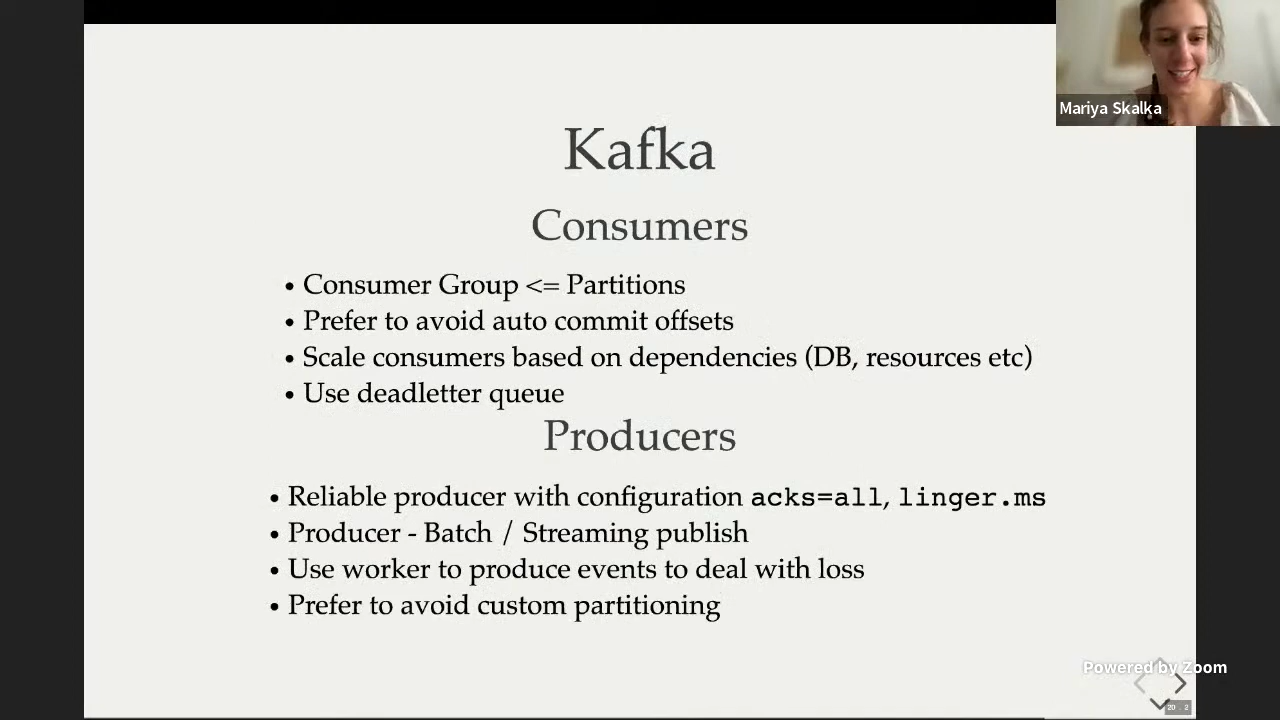 Mariya Skalka
Kafka
Consumers
• Consumer Group <= Partitions
• Prefer to avoid auto commit offsets
• Scale consumers based on dependencies (DB, resources etc)
• Use deadletter queue
Producers
• Reliable producer with configuration acks=all, linger.ms
• Producer - Batch / Streaming publish
• Use worker to produce events to deal with loss
• Prefer to avoid custom partitioning
Powered by Zoom
20 . 2